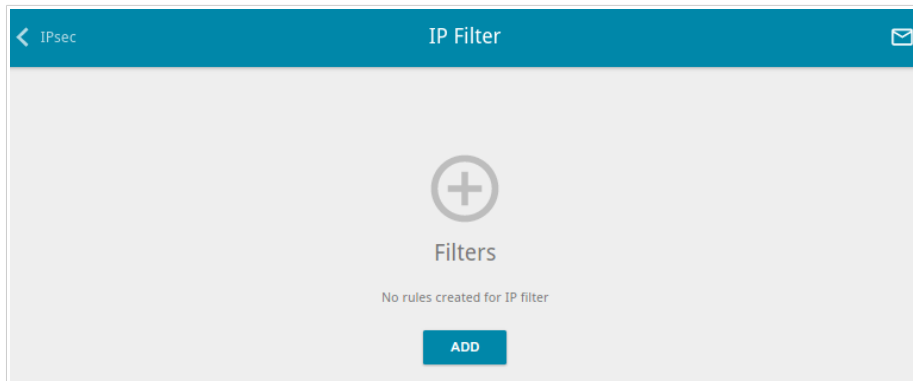 IPsec
IP Filter
Filters
No rules created for IP filter
ADD